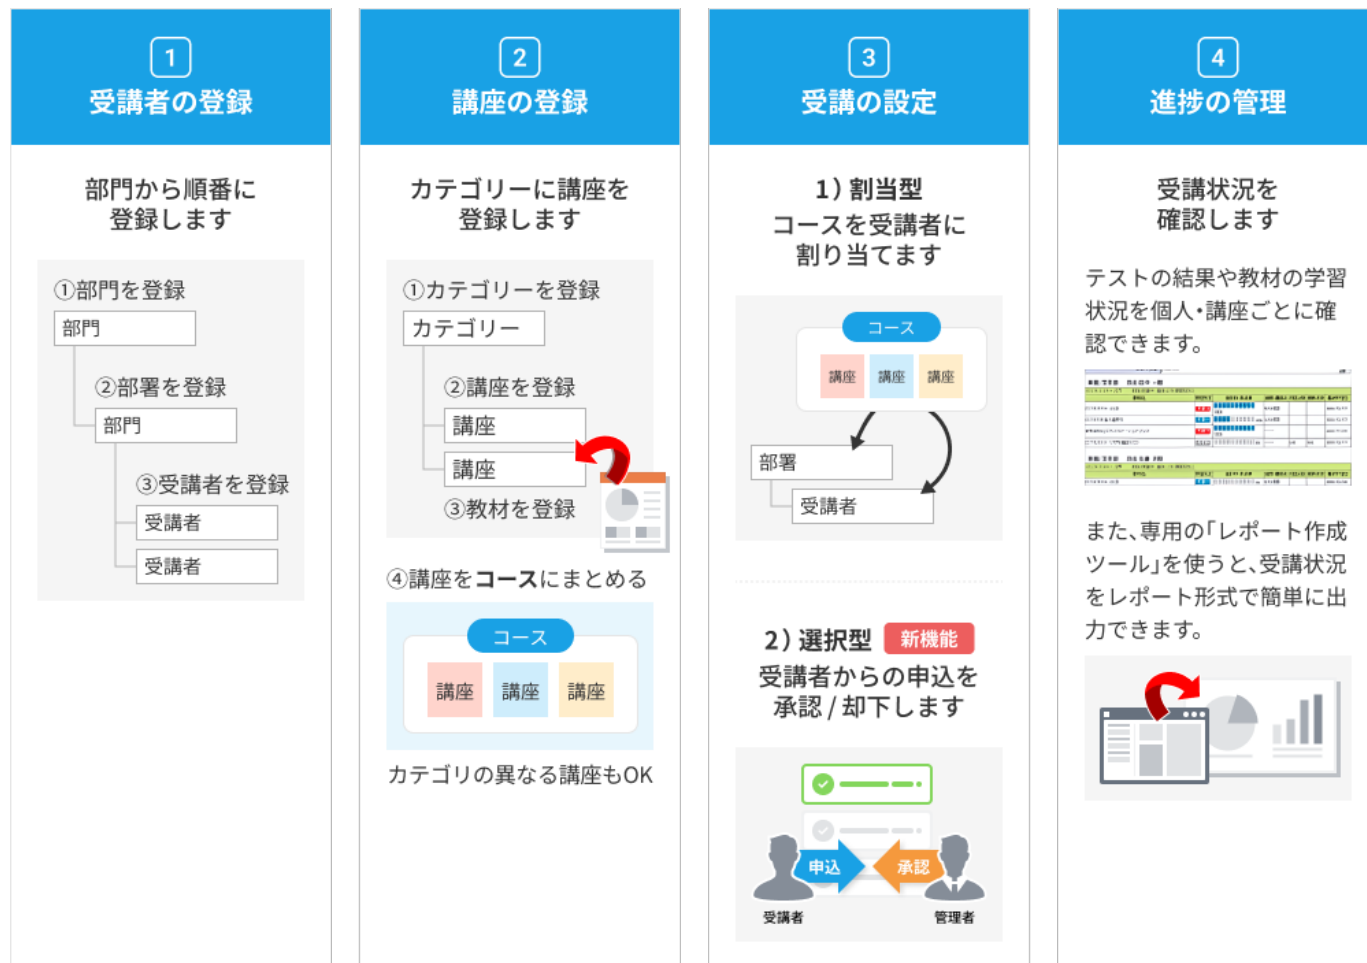 1
受講者の登録
部門から順番に
登録します
①部門を登録
部門
②部署を登録
部門
③受講者を登録
受講者
受講者
2
講座の登録
カテゴリーに講座を
登録します
①カテゴリーを登録
カテゴリー
②講座を登録
講座
講座
③教材を登録
④講座をコースにまとめる
コース
講座 講座 講座
カテゴリの異なる講座もOK
3
受講の設定
1）割当型
コースを受講者に
割り当てます
コース
講座 講座 講座
部署
受講者
2）選択型 新機能
受講者からの申込を
承認 / 却下します
申込 承認
受講者 管理者
4
進捗の管理
受講状況を
確認します
テストの結果や教材の学習
状況を個人・講座ごとに確
認できます。
また、専用の「レポート作成
ツール」を使うと、受講状況
をレポート形式で簡単に出
力できます。